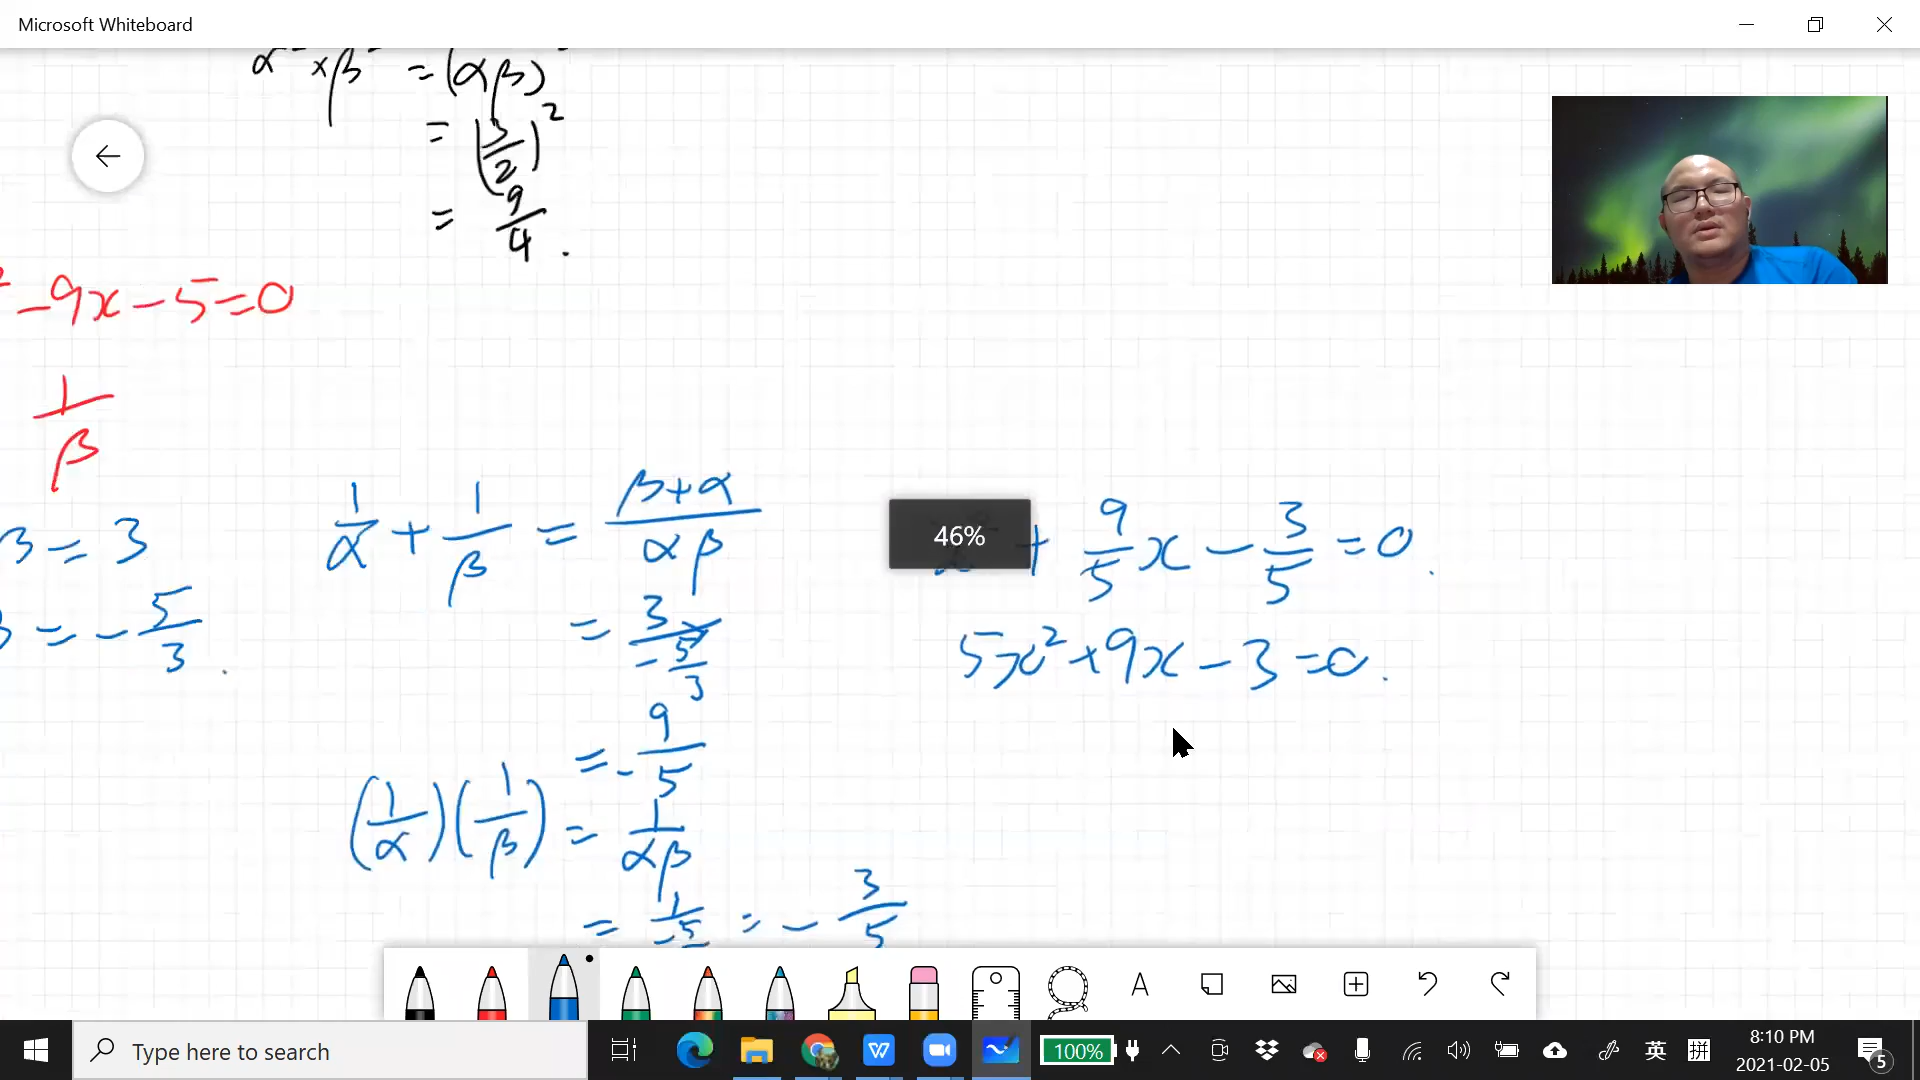 Microsoft Whiteboard
α² × β² = (αβ)²
= (3/2)²
= 9/4 .
² - 9x - 5 = 0
1/β
β = 3
β = - 5/3 .
1/α + 1/β = (β+α)/(αβ)
= 3/(-5/3)
= - 9/5
(1/α)(1/β) = 1/(αβ)
= 1/(-5 = - 3/5
46%
+ 9/5 x - 3/5 = 0 .
5x² + 9x - 3 = 0 .
A
Type here to search
100%
英
拼
8:10 PM
2021-02-05
5